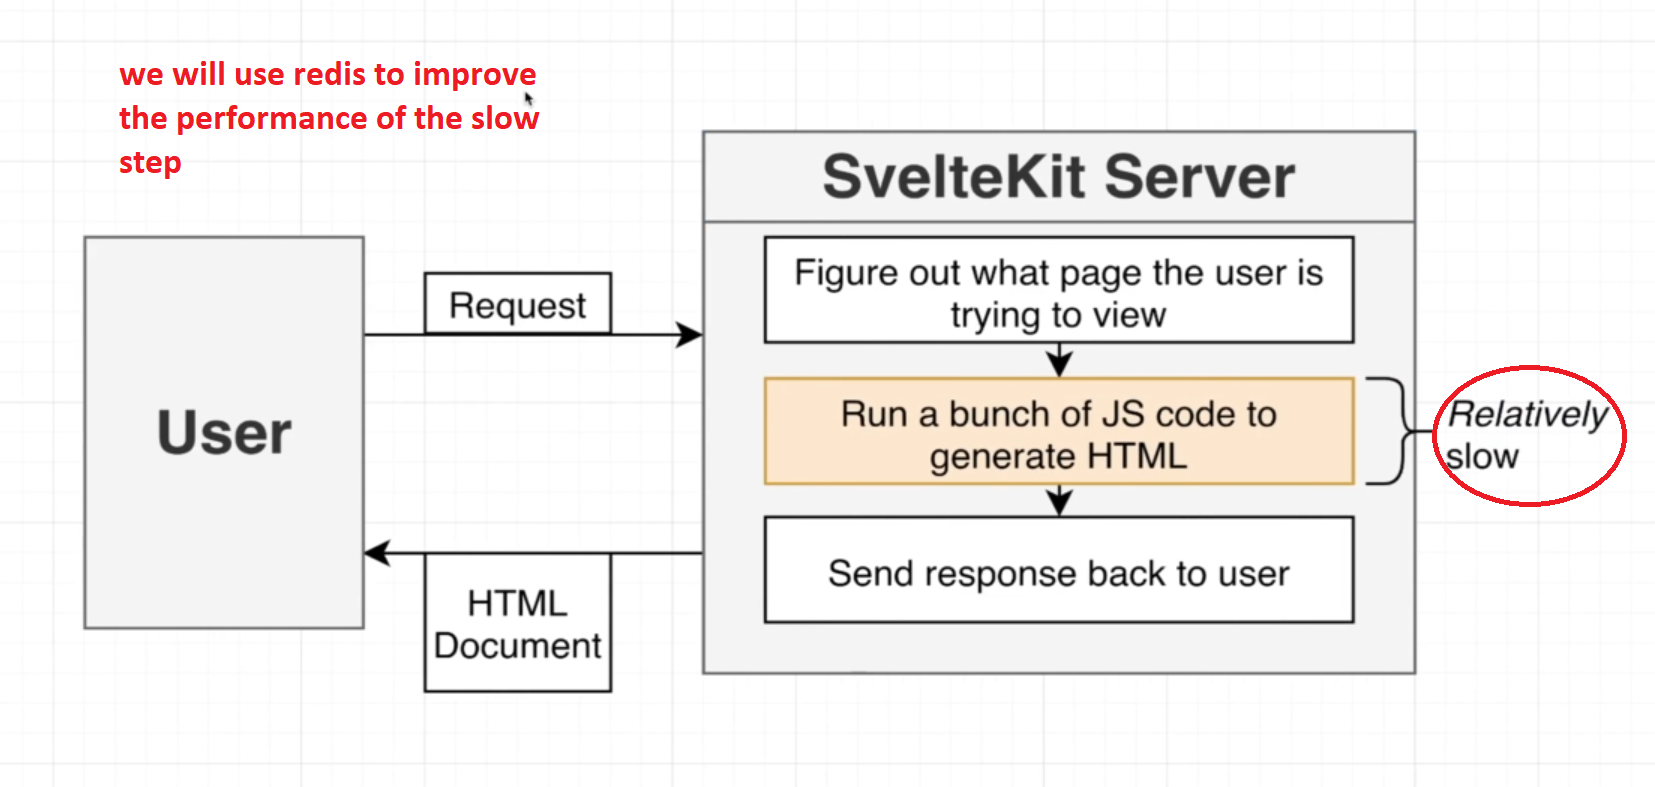 we will use redis to improve
the performance of the slow
step
SvelteKit Server
Figure out what page the user is
trying to view
Request
Run a bunch of JS code to
generate HTML
Relatively
slow
User
Send response back to user
HTML
Document